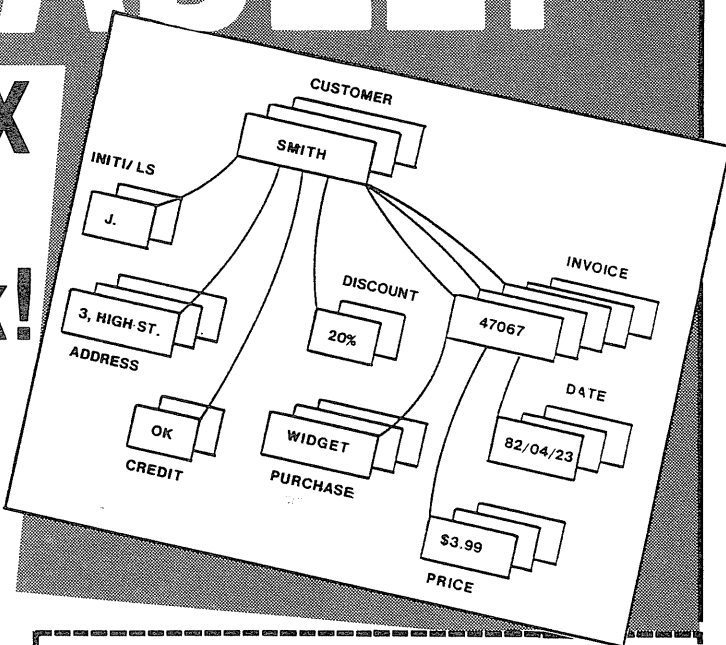 CUSTOMER
SMITH
INITI/ LS
J.
3, HIGH ST.
ADDRESS
DISCOUNT
20%
INVOICE
47067
DATE
82/04/23
OK
CREDIT
WIDGET
PURCHASE
$3.99
PRICE